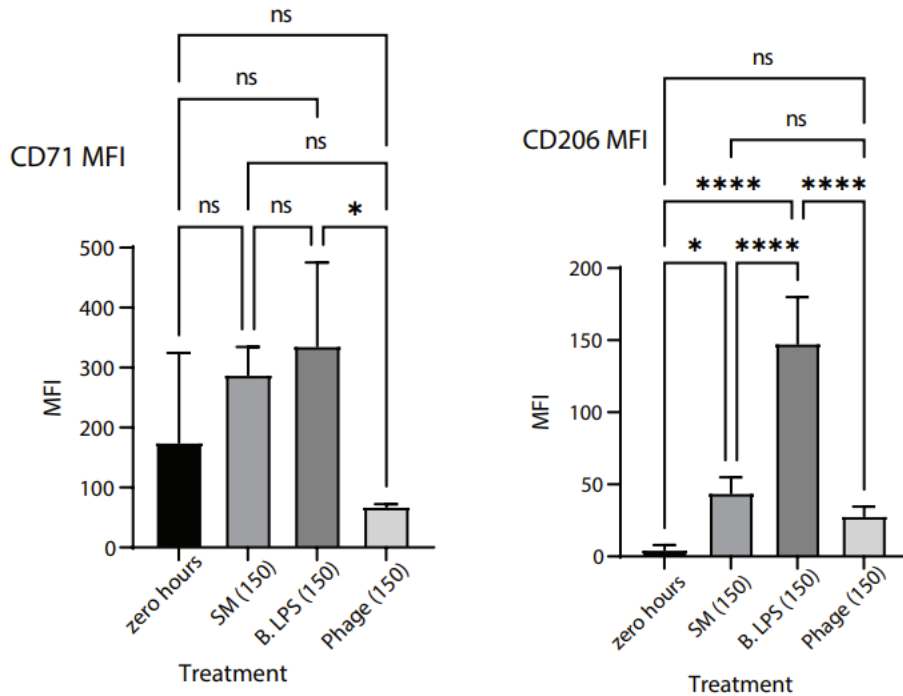 ns
ns
CD71 MFI
ns
ns
ns
*
500
400
300
200
100
0
MFI
zero hours
SM (150)
B. LPS (150)
Phage (150)
Treatment
ns
CD206 MFI
ns
****
****
*
****
200
150
100
50
0
MFI
zero hours
SM (150)
B. LPS (150)
Phage (150)
Treatment